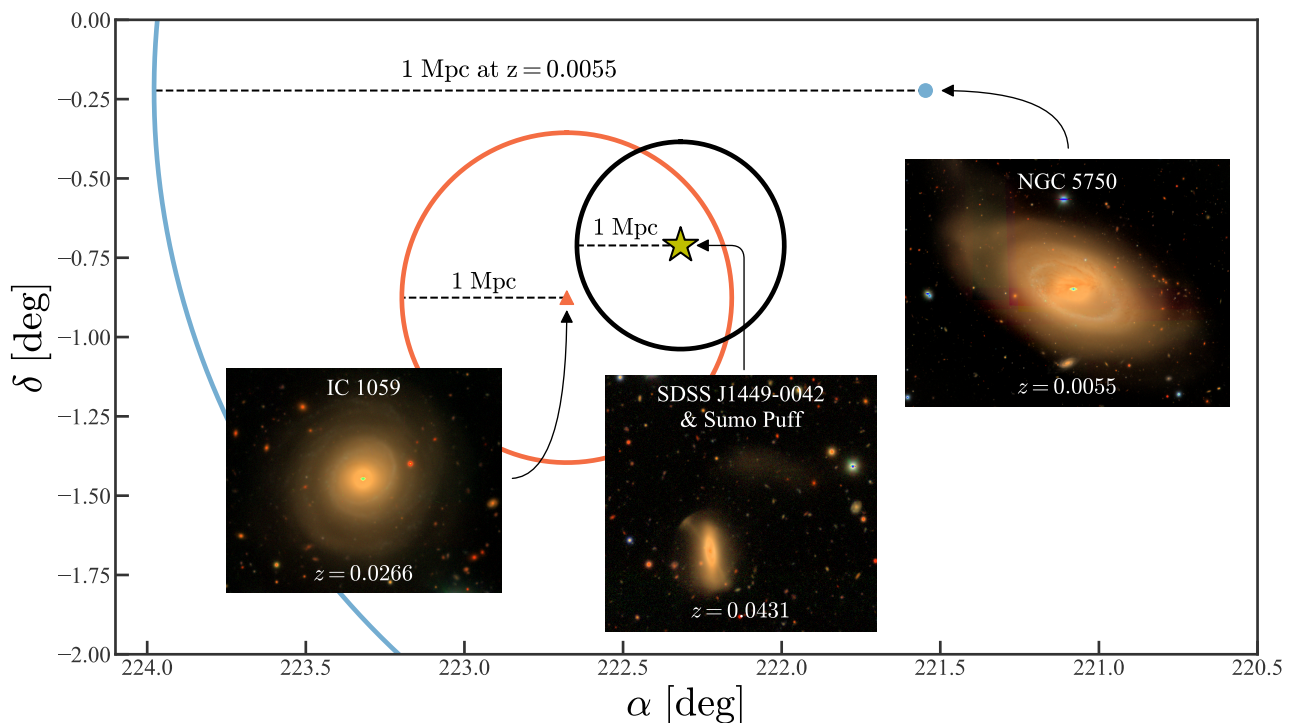 0.00
−0.25
−0.50
−0.75
−1.00
−1.25
−1.50
−1.75
−2.00
δ [deg]
1 Mpc at z = 0.0055
1 Mpc
1 Mpc
NGC 5750
z = 0.0055
IC 1059
z = 0.0266
SDSS J1449-0042
& Sumo Puff
z = 0.0431
224.0 223.5 223.0 222.5 222.0 221.5 221.0 220.5
α [deg]